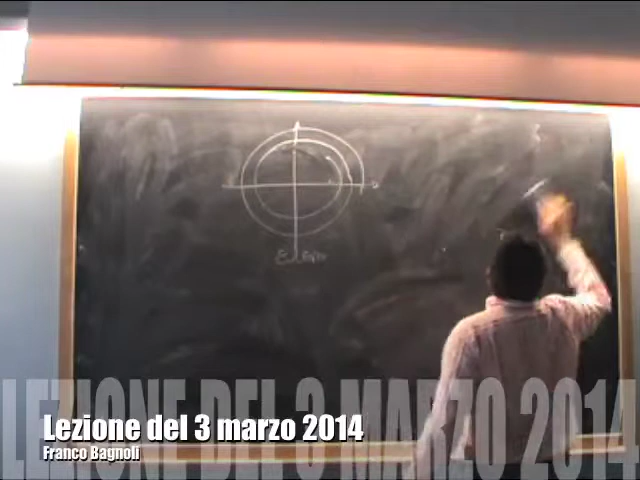 Lezione del 3 marzo 2014
Franco Bagnoli
LEZIONE DEL 3 MARZO 2014